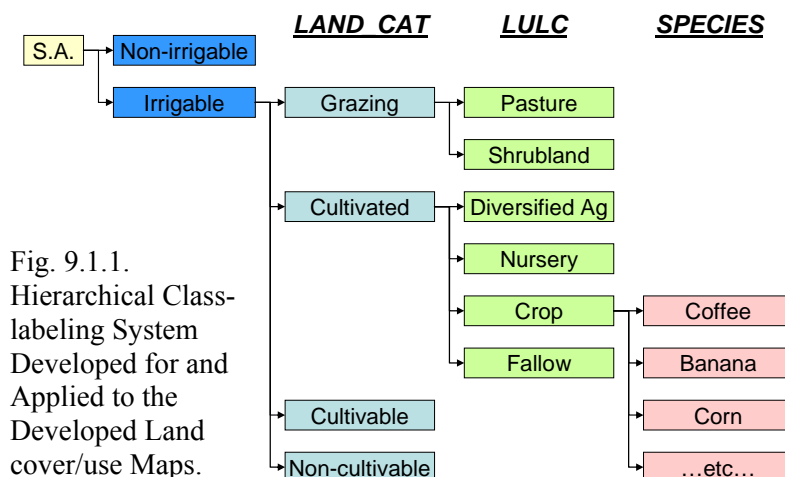 LAND_CAT LULC SPECIES
S.A. Non-irrigable
Irrigable Grazing Pasture
Shrubland
Cultivated Diversified Ag
Nursery
Crop Coffee
Fallow Banana
Cultivable Corn
Non-cultivable ...etc...
Fig. 9.1.1.
Hierarchical Class-
labeling System
Developed for and
Applied to the
Developed Land
cover/use Maps.